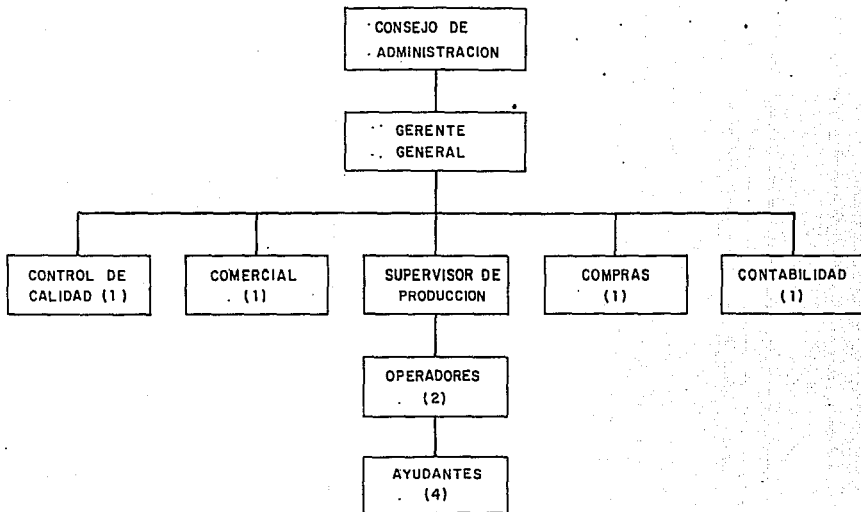 CONSEJO DE
ADMINISTRACION
GERENTE
GENERAL
CONTROL DE
CALIDAD (1)
COMERCIAL
(1)
SUPERVISOR DE
PRODUCCION
COMPRAS
(1)
CONTABILIDAD
(1)
OPERADORES
(2)
AYUDANTES
(4)